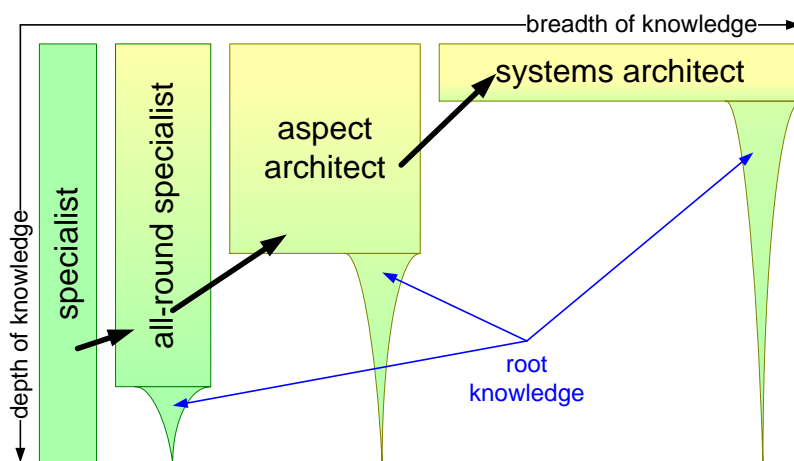 breadth of knowledge
depth of knowledge
specialist
all-round specialist
aspect
architect
systems architect
root
knowledge